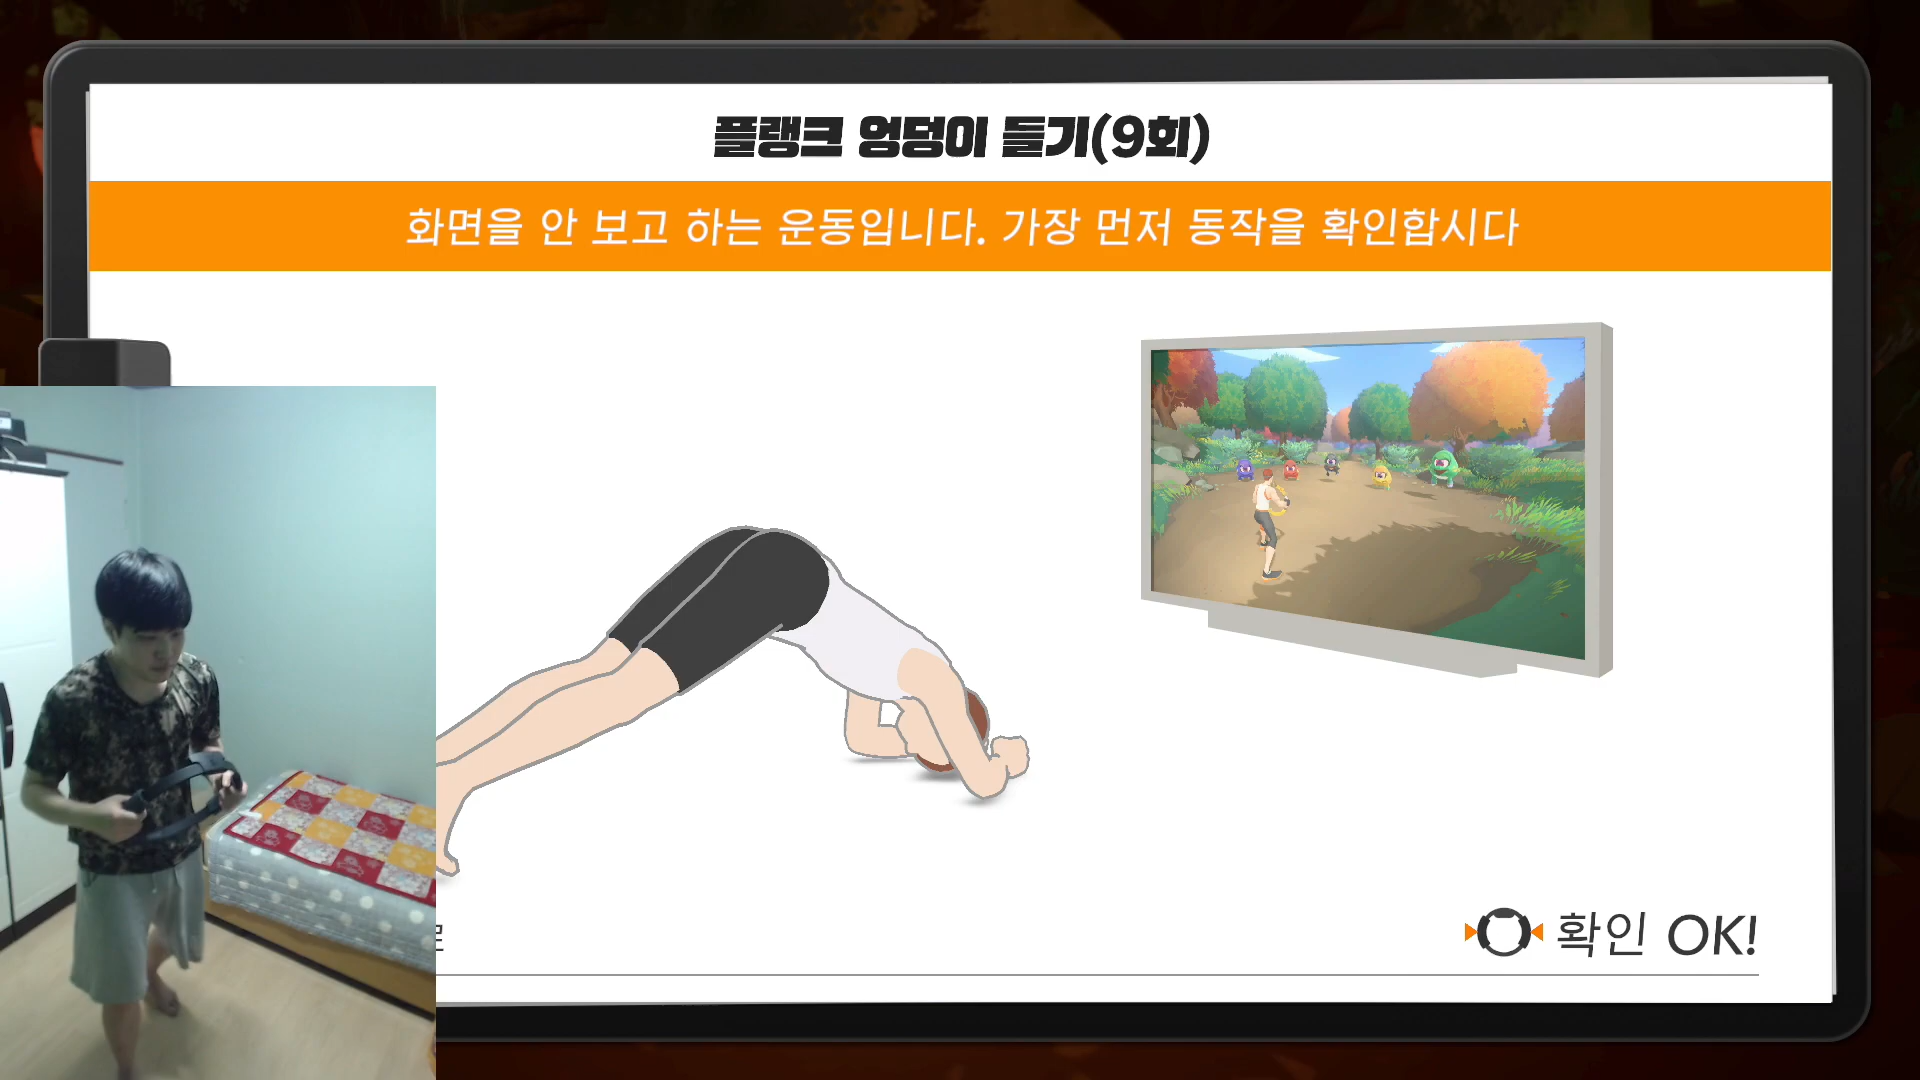 플랭크 엉덩이 들기(9회)
화면을 안 보고 하는 운동입니다. 가장 먼저 동작을 확인합시다
확인 OK!